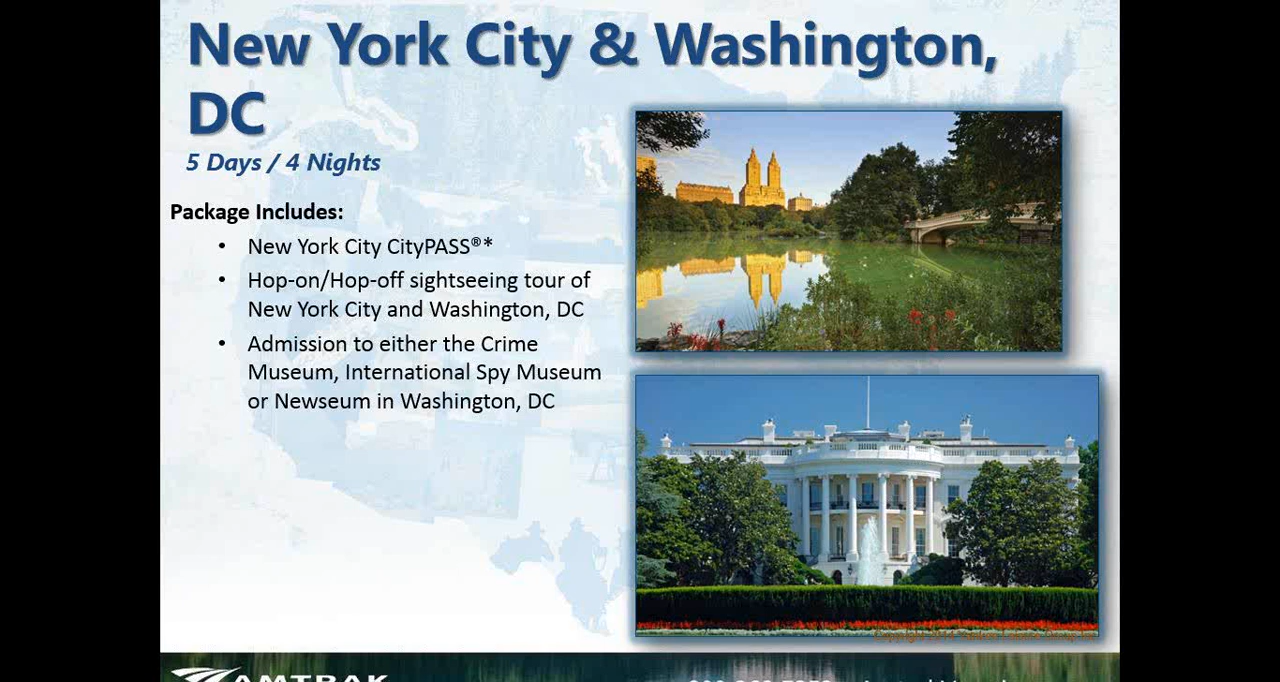 New York City & Washington,
DC
5 Days / 4 Nights
Package Includes:
• New York City CityPASS®*
• Hop-on/Hop-off sightseeing tour of
New York City and Washington, DC
• Admission to either the Crime
Museum, International Spy Museum
or Newseum in Washington, DC
AMTRAK